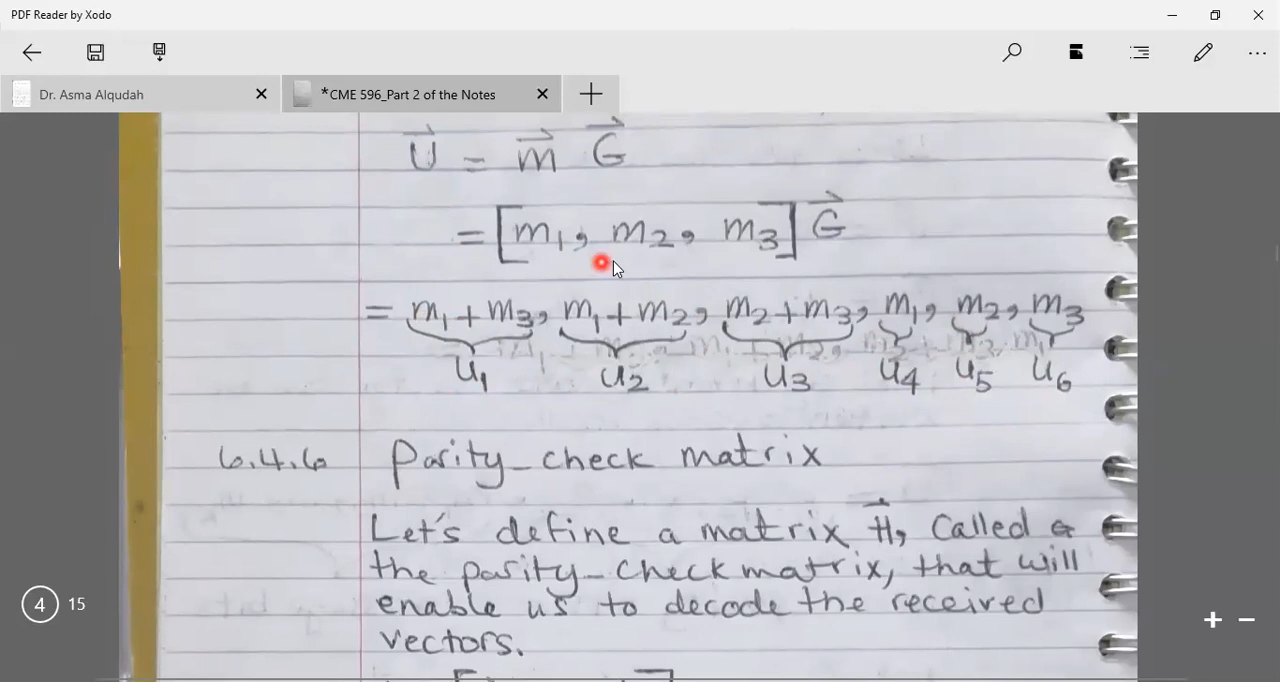 PDF Reader by Xodo
Dr. Asma Alqudah
*CME 596_Part 2 of the Notes
U = m G
= [m1, m2, m3] G
= m1+m3, m1+m2, m2+m3, m1, m2, m3
U1 U2 U3 U4 U5 U6
6.4.6 Parity-check matrix
Let's define a matrix H, called
the parity-check matrix, that will
enable us to decode the received
vectors.
4 15